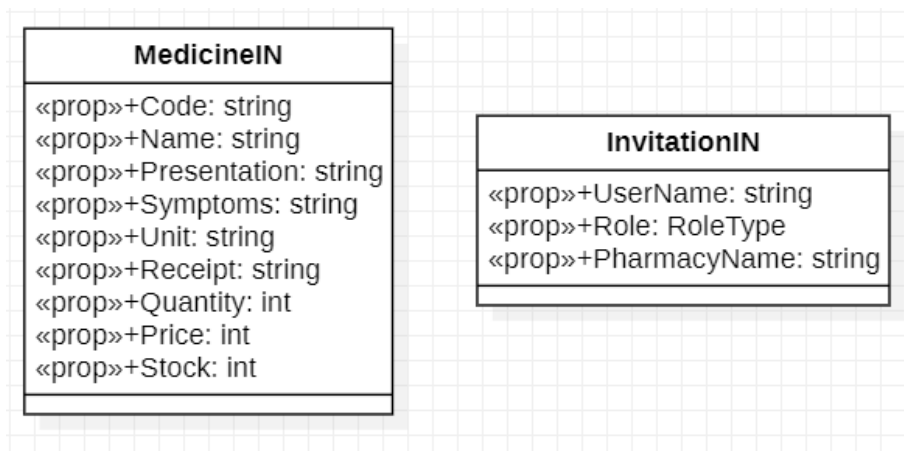 MedicineIN
«prop»+Code: string
«prop»+Name: string
«prop»+Presentation: string
«prop»+Symptoms: string
«prop»+Unit: string
«prop»+Receipt: string
«prop»+Quantity: int
«prop»+Price: int
«prop»+Stock: int
InvitationIN
«prop»+UserName: string
«prop»+Role: RoleType
«prop»+PharmacyName: string